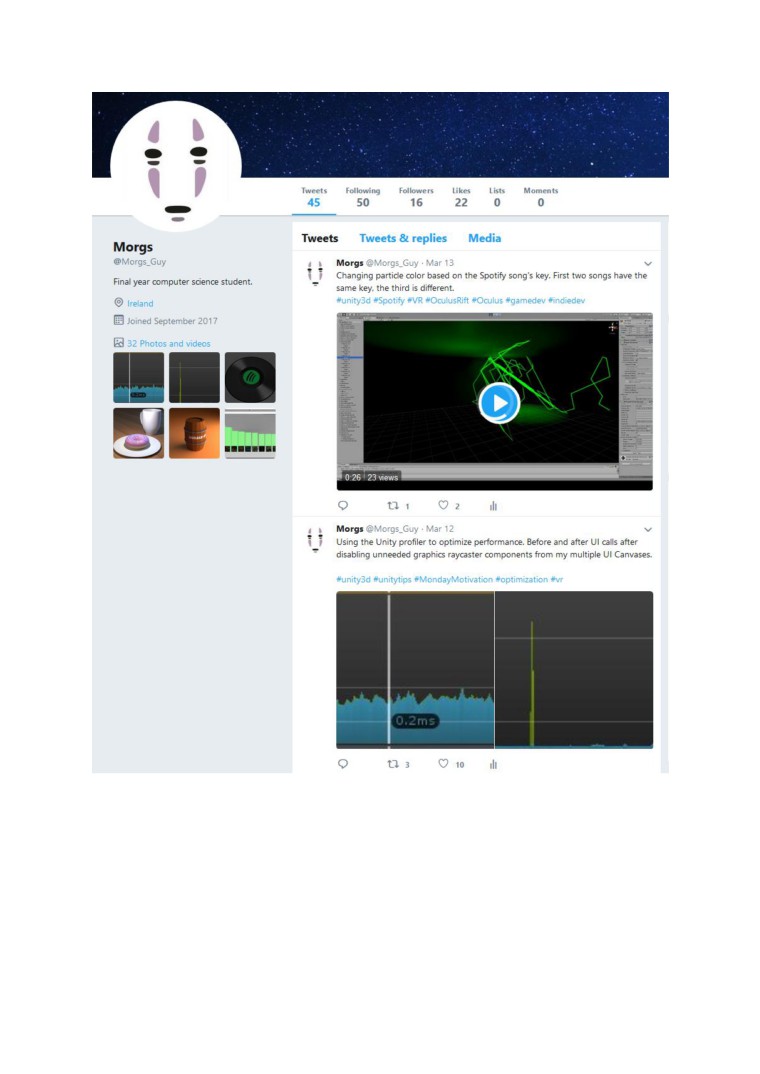 Tweets Following Followers Likes Lists Moments
45 50 16 22 0 0
Morgs
@Morgs_Guy
Final year computer science student.
Ireland
Joined September 2017
32 Photos and videos
Tweets Tweets & replies Media
Morgs @Morgs_Guy · Mar 13
Changing particle color based on the Spotify song's key. First two songs have the
same key, the third is different.
#unity3d #Spotify #VR #OculusRift #Oculus #gamedev #indiedev
0:26 23 views
1 2
Morgs @Morgs_Guy · Mar 12
Using the Unity profiler to optimize performance. Before and after UI calls after
disabling unneeded graphics raycaster components from my multiple UI Canvases.
#unity3d #unitytips #MondayMotivation #optimization #vr
0.2ms
3 10